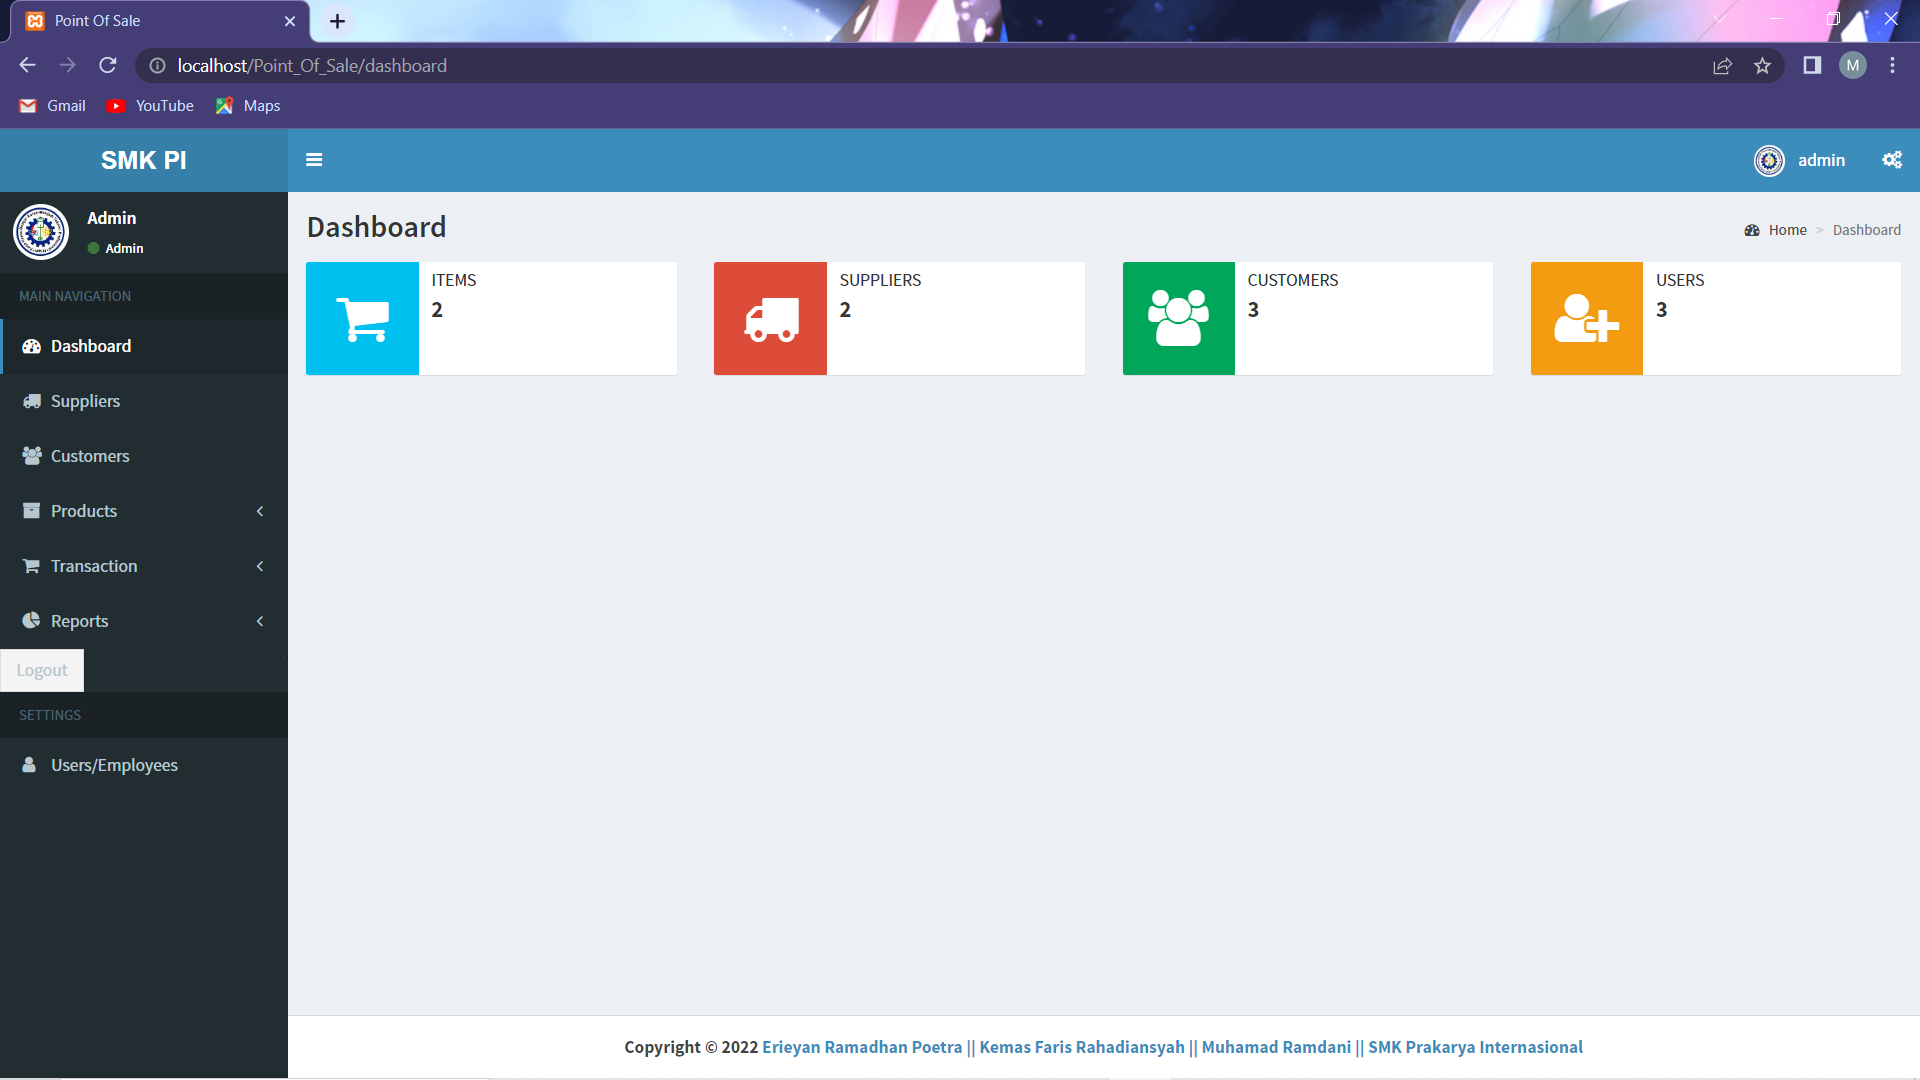 Point Of Sale
localhost/Point_Of_Sale/dashboard
M
Gmail
YouTube
Maps
SMK PI
admin
Admin
Admin
MAIN NAVIGATION
Dashboard
Suppliers
Customers
Products
Transaction
Reports
Logout
SETTINGS
Users/Employees
Dashboard
Home > Dashboard
ITEMS
2
SUPPLIERS
2
CUSTOMERS
3
USERS
3
Copyright © 2022 Erieyan Ramadhan Poetra || Kemas Faris Rahadiansyah || Muhamad Ramdani || SMK Prakarya Internasional